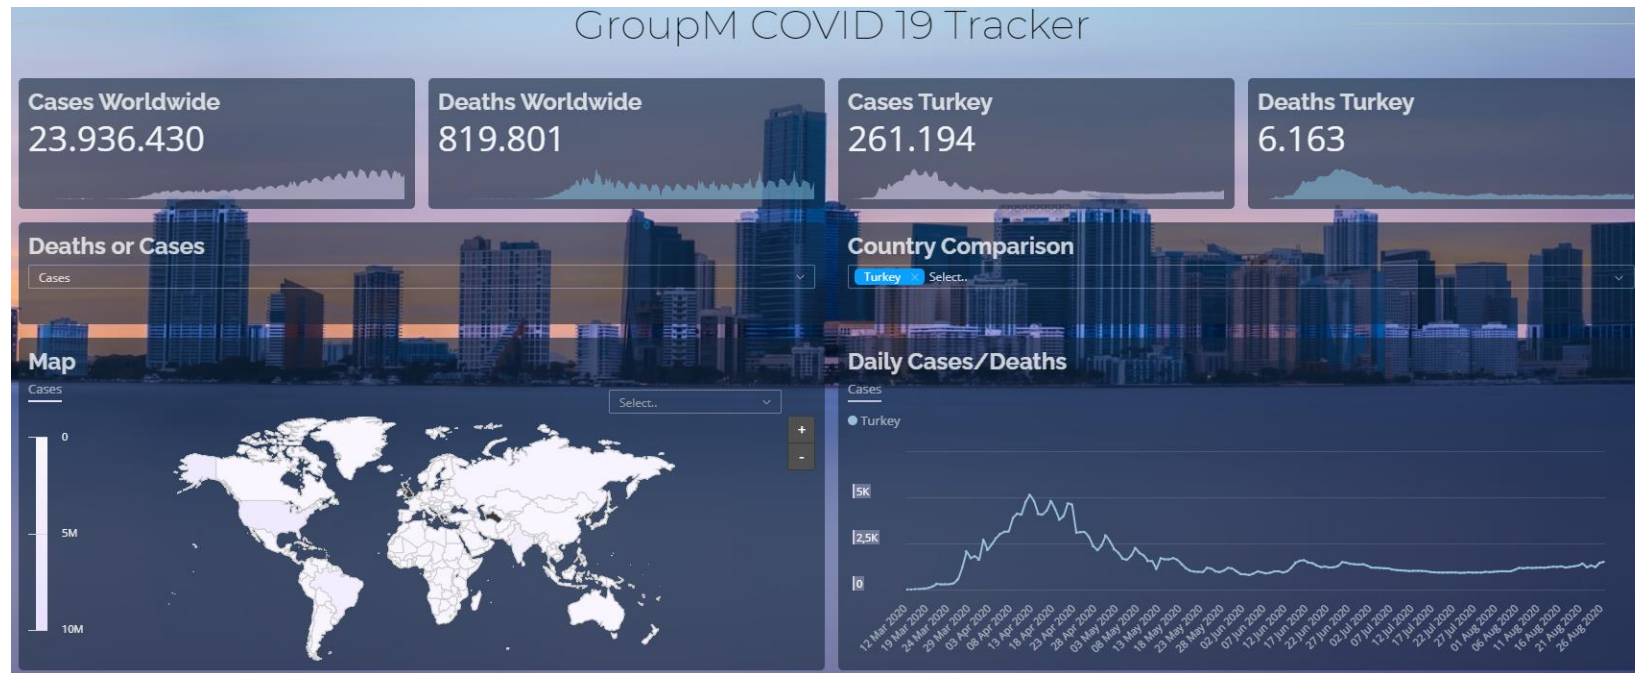 GroupM COVID 19 Tracker
Cases Worldwide
23.936.430
Deaths Worldwide
819.801
Cases Turkey
261.194
Deaths Turkey
6.163
Deaths or Cases
Cases
Country Comparison
Turkey × Select..
Map
Cases
Select..
+
-
0
5M
10M
Daily Cases/Deaths
Cases
Turkey
5K
2,5K
0
12 Mar 2020
19 Mar 2020
24 Mar 2020
29 Mar 2020
03 Apr 2020
08 Apr 2020
13 Apr 2020
18 Apr 2020
23 Apr 2020
28 Apr 2020
03 May 2020
08 May 2020
13 May 2020
18 May 2020
23 May 2020
28 May 2020
02 Jun 2020
07 Jun 2020
12 Jun 2020
17 Jun 2020
22 Jun 2020
27 Jun 2020
02 Jul 2020
07 Jul 2020
12 Jul 2020
17 Jul 2020
22 Jul 2020
27 Jul 2020
01 Aug 2020
06 Aug 2020
11 Aug 2020
16 Aug 2020
21 Aug 2020
26 Aug 2020